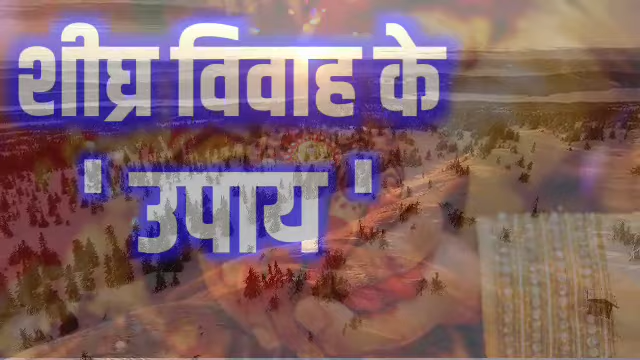 शीघ्र विवाह के
' उपाय '